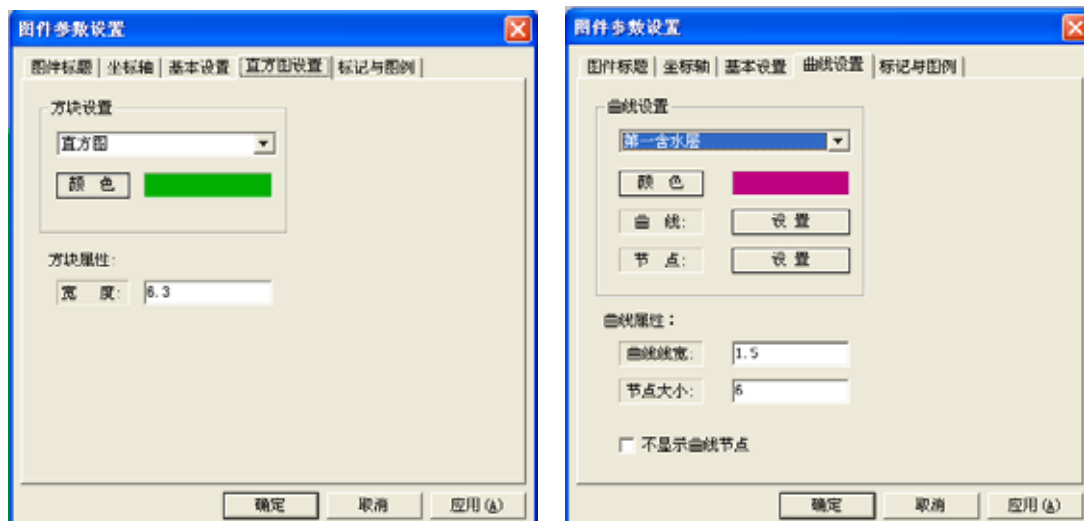 图件参数设置
图件标题 坐标轴 基本设置 直方图设置 标记与图例
方块设置
直方图
颜 色
方块属性:
宽 度: 6.3
确定 取消 应用(A)
图件参数设置
图件标题 坐标轴 基本设置 曲线设置 标记与图例
曲线设置
第一含水层
颜 色
曲 线: 设 置
节 点: 设 置
曲线属性：
曲线线宽: 1.5
节点大小: 6
不显示曲线节点
确定 取消 应用(A)